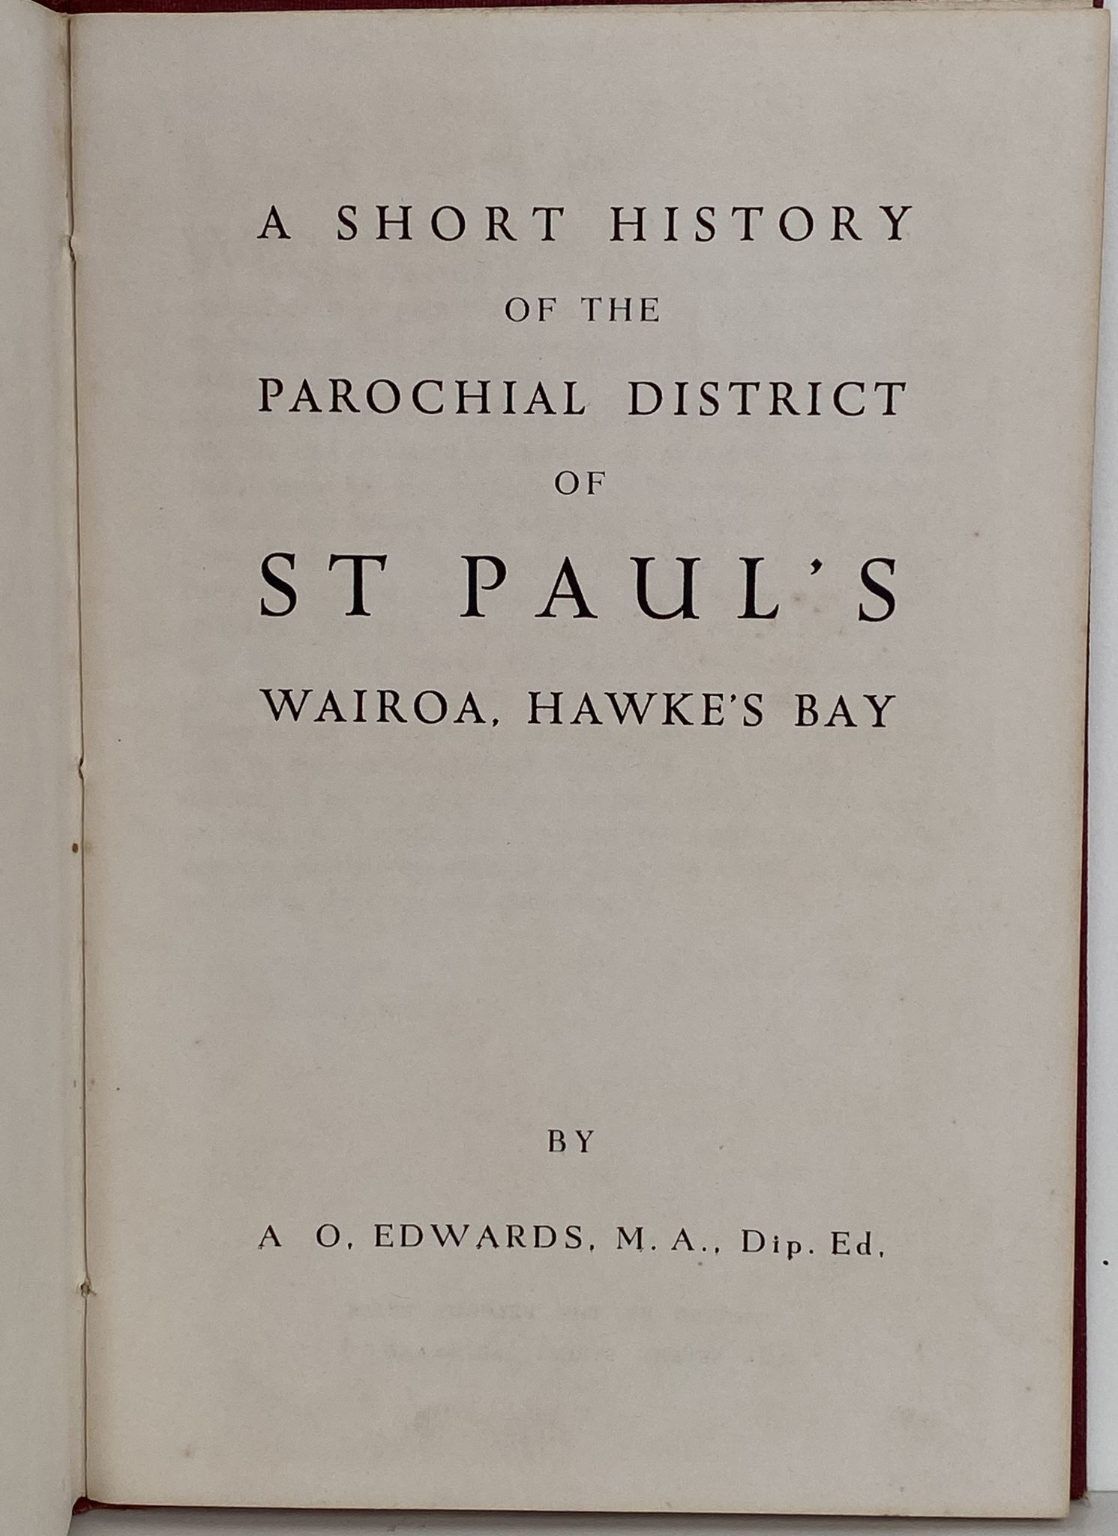 A SHORT HISTORY
OF THE
PAROCHIAL DISTRICT
OF
ST PAUL'S
WAIROA, HAWKE'S BAY
BY
A O, EDWARDS, M. A., Dip. Ed,